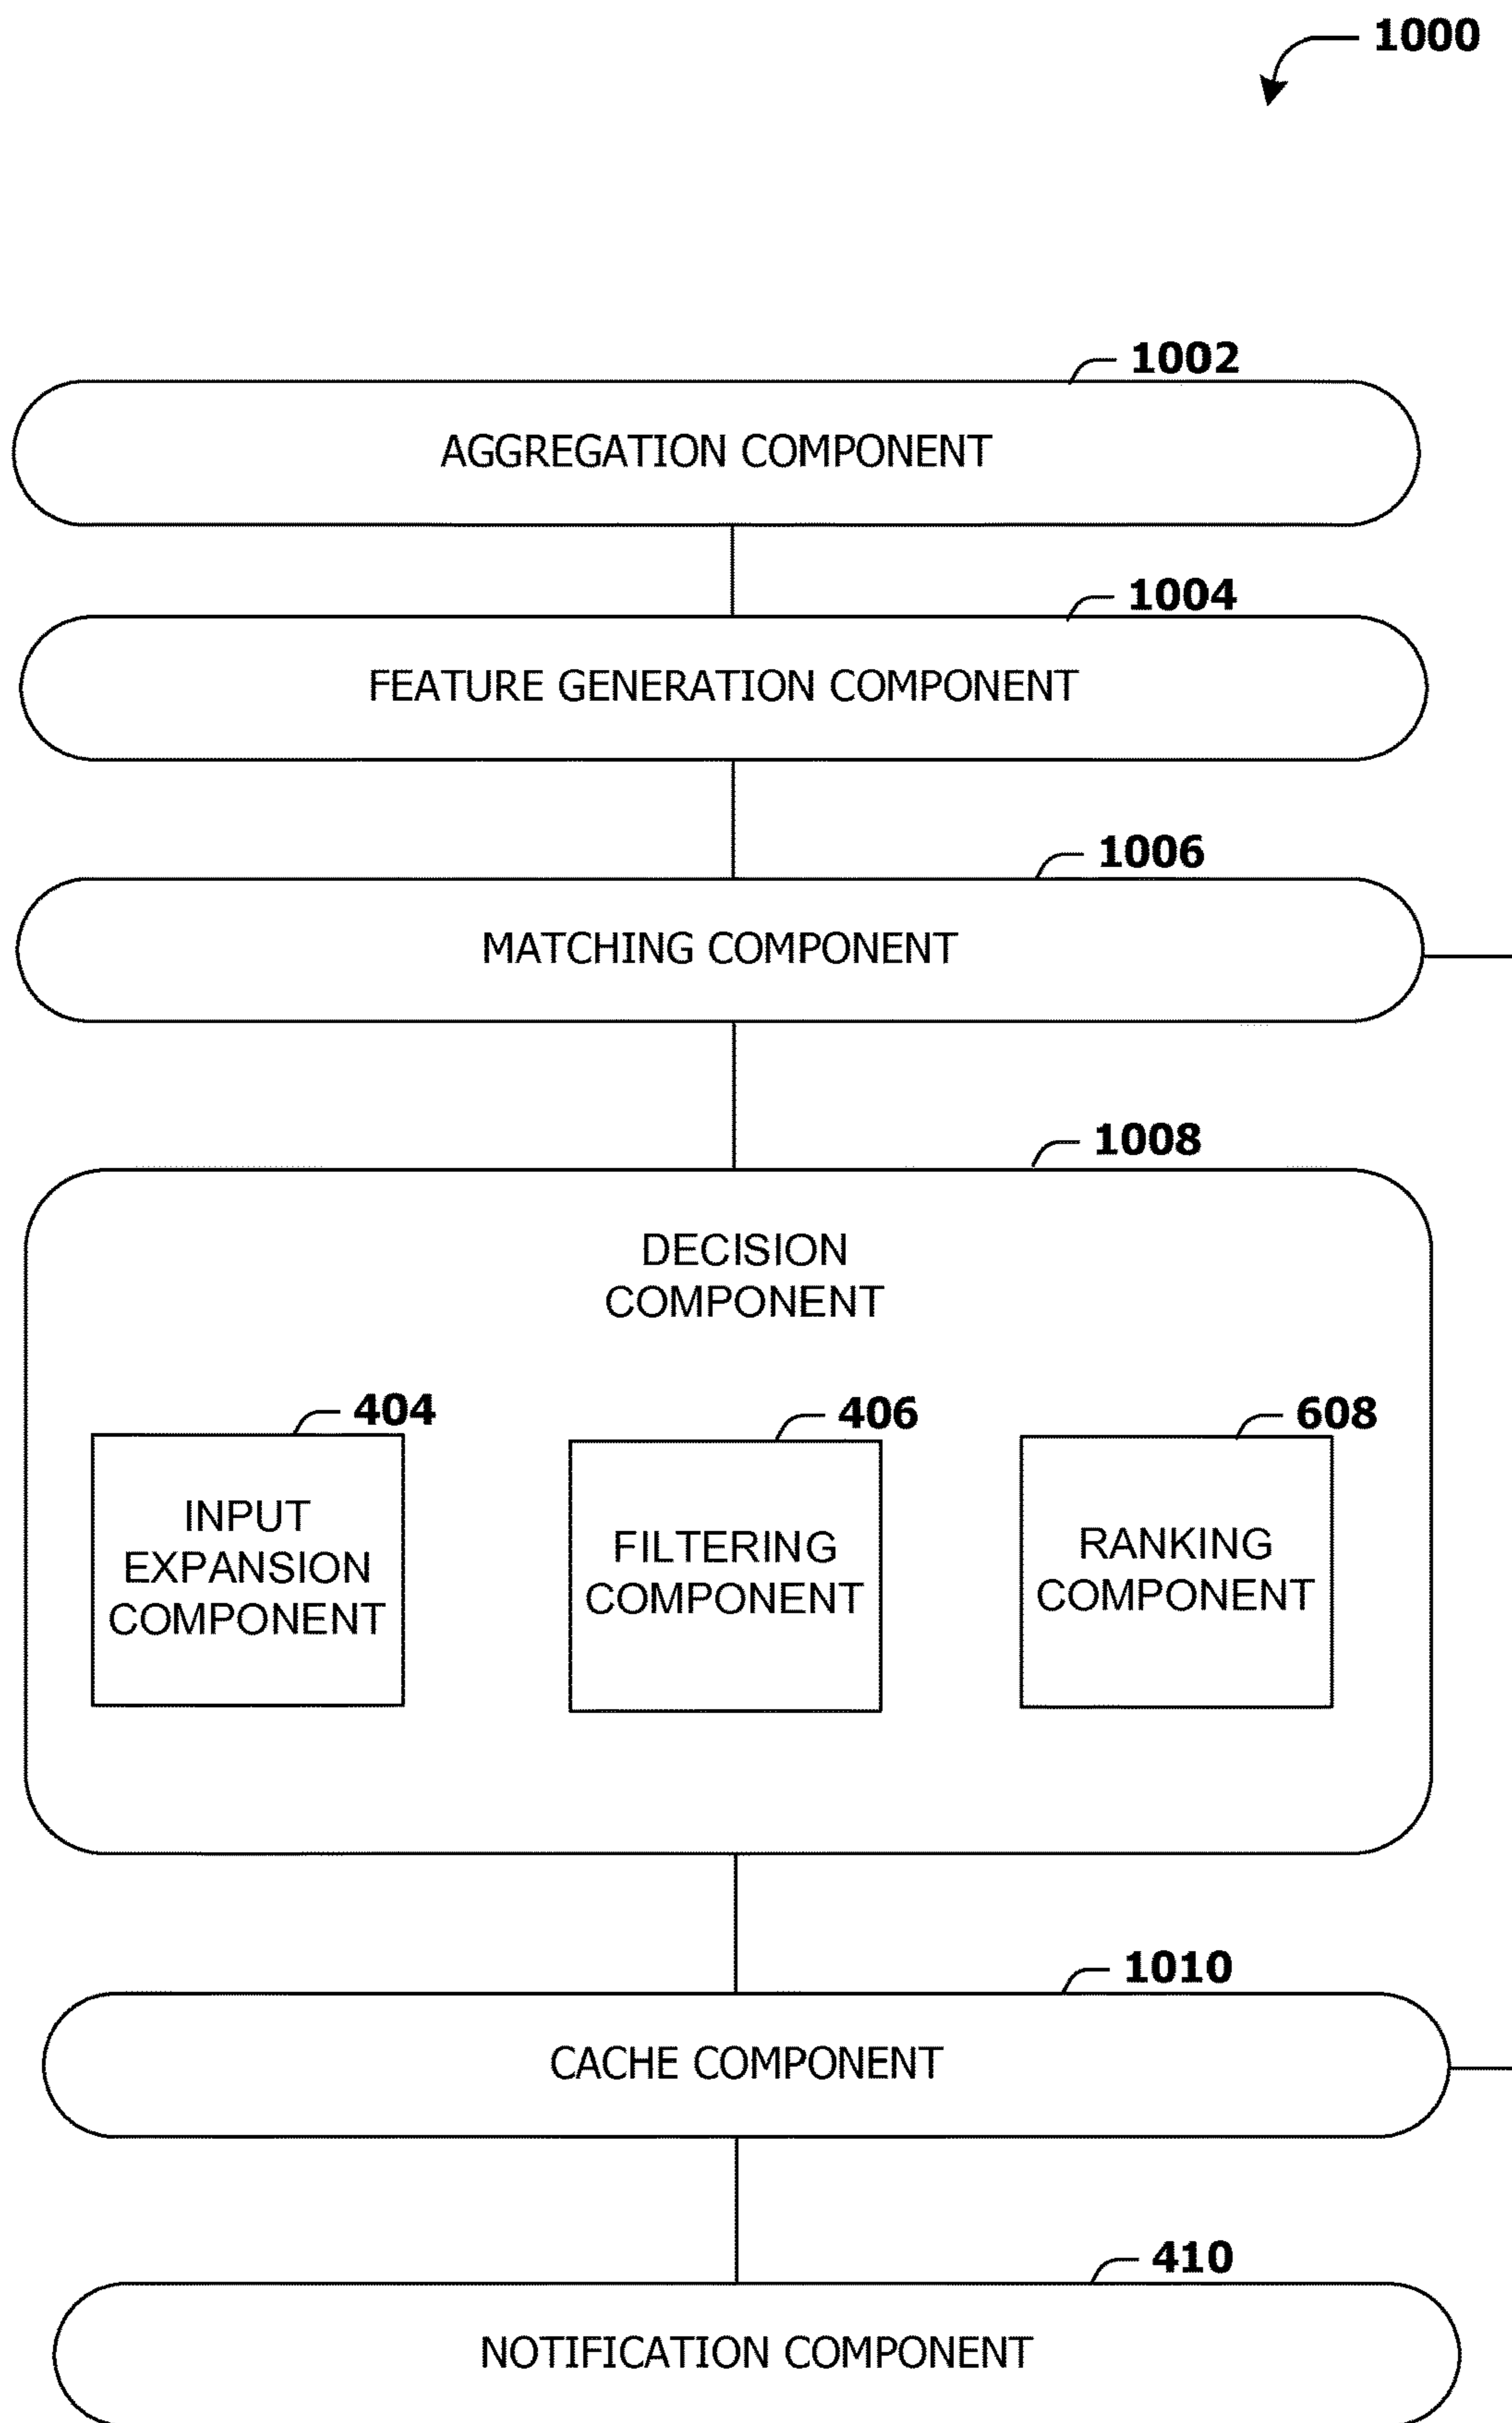 1000
1002
AGGREGATION COMPONENT
1004
FEATURE GENERATION COMPONENT
1006
MATCHING COMPONENT
1008
DECISION
COMPONENT
404
INPUT
EXPANSION
COMPONENT
406
FILTERING
COMPONENT
608
RANKING
COMPONENT
1010
CACHE COMPONENT
410
NOTIFICATION COMPONENT